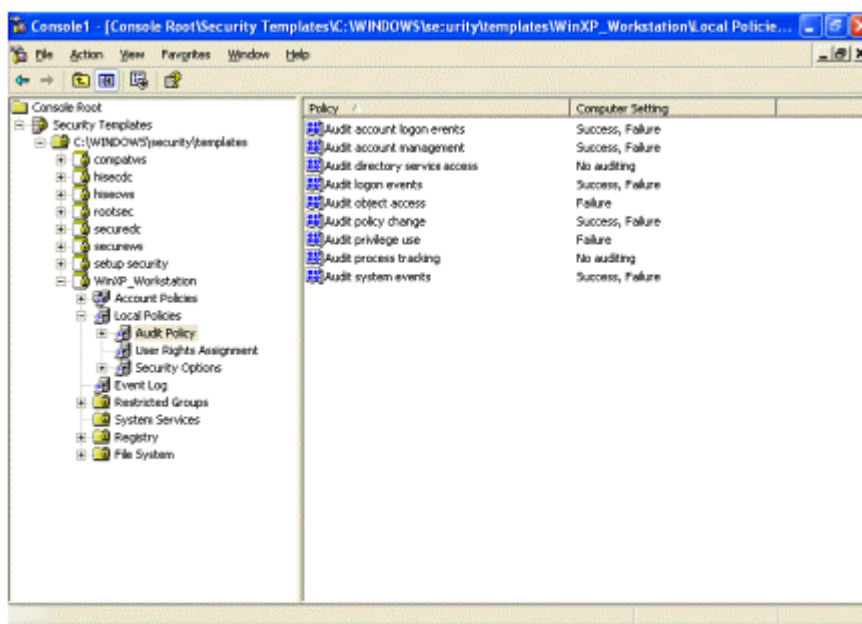 Console1 - [Console Root\Security Templates\C:\WINDOWS\security\templates\WinXP_Workstation\Local Policie...
File Action View Favorites Window Help
Console Root
Security Templates
C:\WINDOWS\security\templates
compatws
hisecdc
hisecws
rootsec
securedc
securews
setup security
WinXP_Workstation
Account Policies
Local Policies
Audit Policy
User Rights Assignment
Security Options
Event Log
Restricted Groups
System Services
Registry
File System
Policy Computer Setting
Audit account logon events Success, Failure
Audit account management Success, Failure
Audit directory service access No auditing
Audit logon events Success, Failure
Audit object access Failure
Audit policy change Success, Failure
Audit privilege use Failure
Audit process tracking No auditing
Audit system events Success, Failure